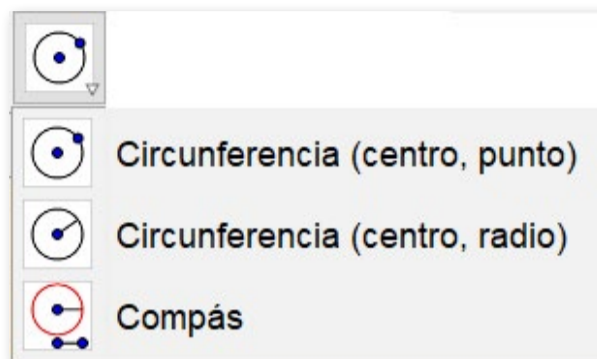 Circunferencia (centro, punto)
Circunferencia (centro, radio)
Compás